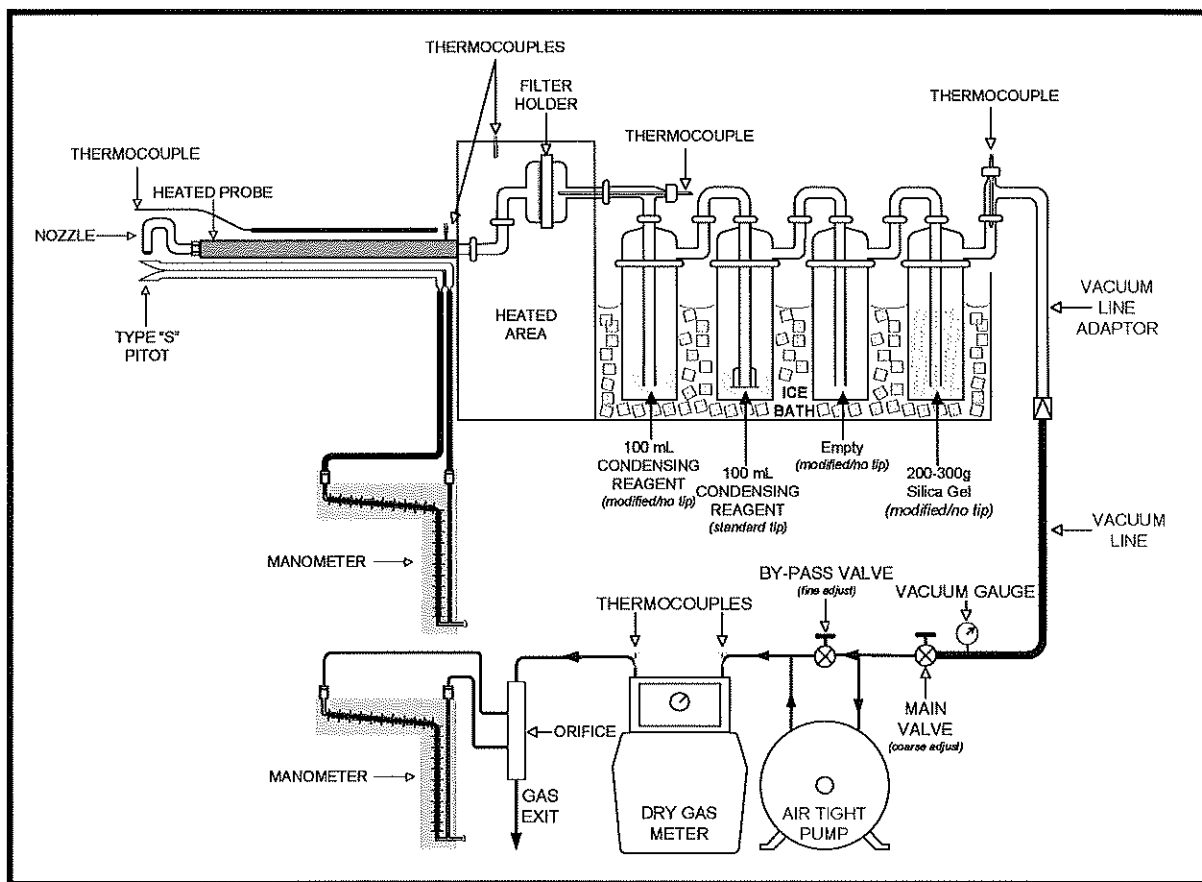 THERMOCOUPLES
FILTER
HOLDER
THERMOCOUPLE
THERMOCOUPLE
THERMOCOUPLE
HEATED PROBE
NOZZLE
TYPE "S"
PITOT
HEATED
AREA
VACUUM
LINE
ADAPTOR
ICE
BATH
100 mL
CONDENSING
REAGENT
(modified/no tip)
100 mL
CONDENSING
REAGENT
(standard tip)
Empty
(modified/no tip)
200-300g
Silica Gel
(modified/no tip)
VACUUM
LINE
MANOMETER
BY-PASS VALVE
(fine adjust)
VACUUM GAUGE
THERMOCOUPLES
MAIN
VALVE
(coarse adjust)
ORIFICE
MANOMETER
GAS
EXIT
DRY GAS
METER
AIR TIGHT
PUMP